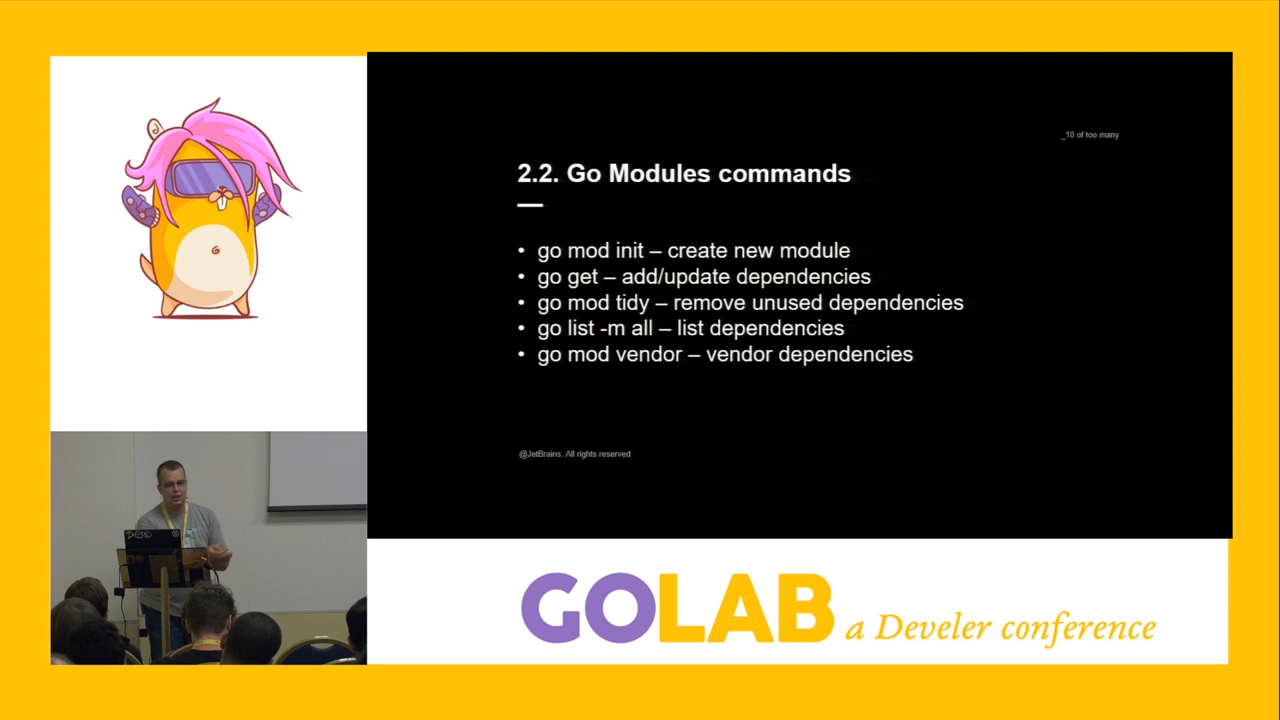 _10 of too many
2.2. Go Modules commands
• go mod init – create new module
• go get – add/update dependencies
• go mod tidy – remove unused dependencies
• go list -m all – list dependencies
• go mod vendor – vendor dependencies
@JetBrains. All rights reserved
GOLAB a Develer conference